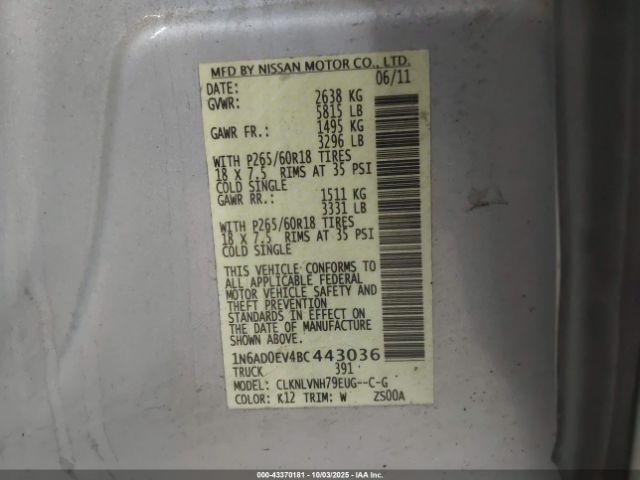 MFD BY NISSAN MOTOR CO., LTD.
DATE: 06/11
GVWR: 2638 KG
5815 LB
GAWR FR.: 1495 KG
3296 LB
WITH P265/60R18 TIRES
18 X 7.5 RIMS AT 35 PSI
COLD SINGLE
GAWR RR.: 1511 KG
3331 LB
WITH P265/60R18 TIRES
18 X 7.5 RIMS AT 35 PSI
COLD SINGLE
THIS VEHICLE CONFORMS TO
ALL APPLICABLE FEDERAL
MOTOR VEHICLE SAFETY AND
THEFT PREVENTION
STANDARDS IN EFFECT ON
THE DATE OF MANUFACTURE.
1N6AD0EV4BC443036
TRUCK 391
MODEL: CLKNLVNH79EUG--C-G
COLOR: K12 TRIM: W ZS00A
000-43370181 - 10/03/2025 - IAA Inc.